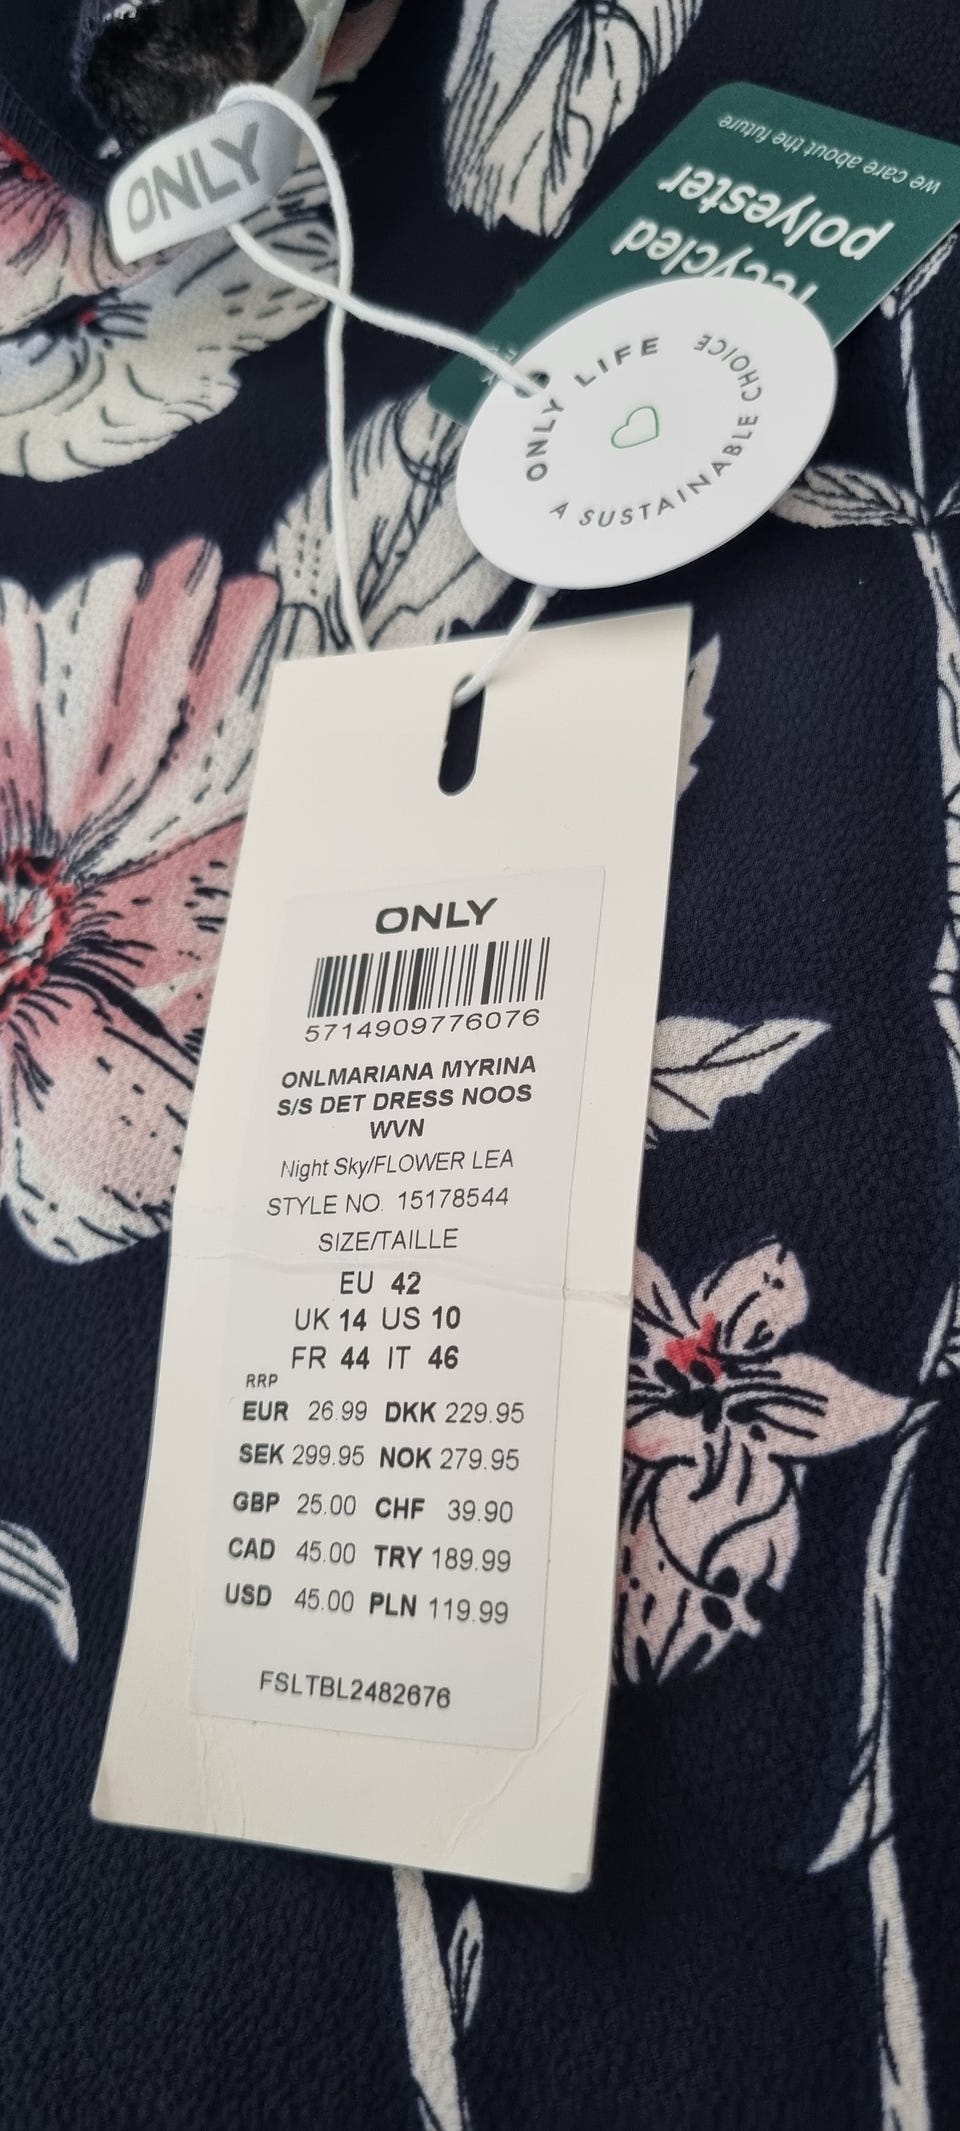 ONLY
we care about the future
polyester
recycled
ONLY LIFE
A SUSTAINABLE CHOICE
ONLY
5714909776076
ONLMARIANA MYRINA
S/S DET DRESS NOOS
WVN
Night Sky/FLOWER LEA
STYLE NO. 15178544
SIZE/TAILLE
EU 42
UK 14 US 10
FR 44 IT 46
RRP
EUR 26.99 DKK 229.95
SEK 299.95 NOK 279.95
GBP 25.00 CHF 39.90
CAD 45.00 TRY 189.99
USD 45.00 PLN 119.99
FSLTBL2482676